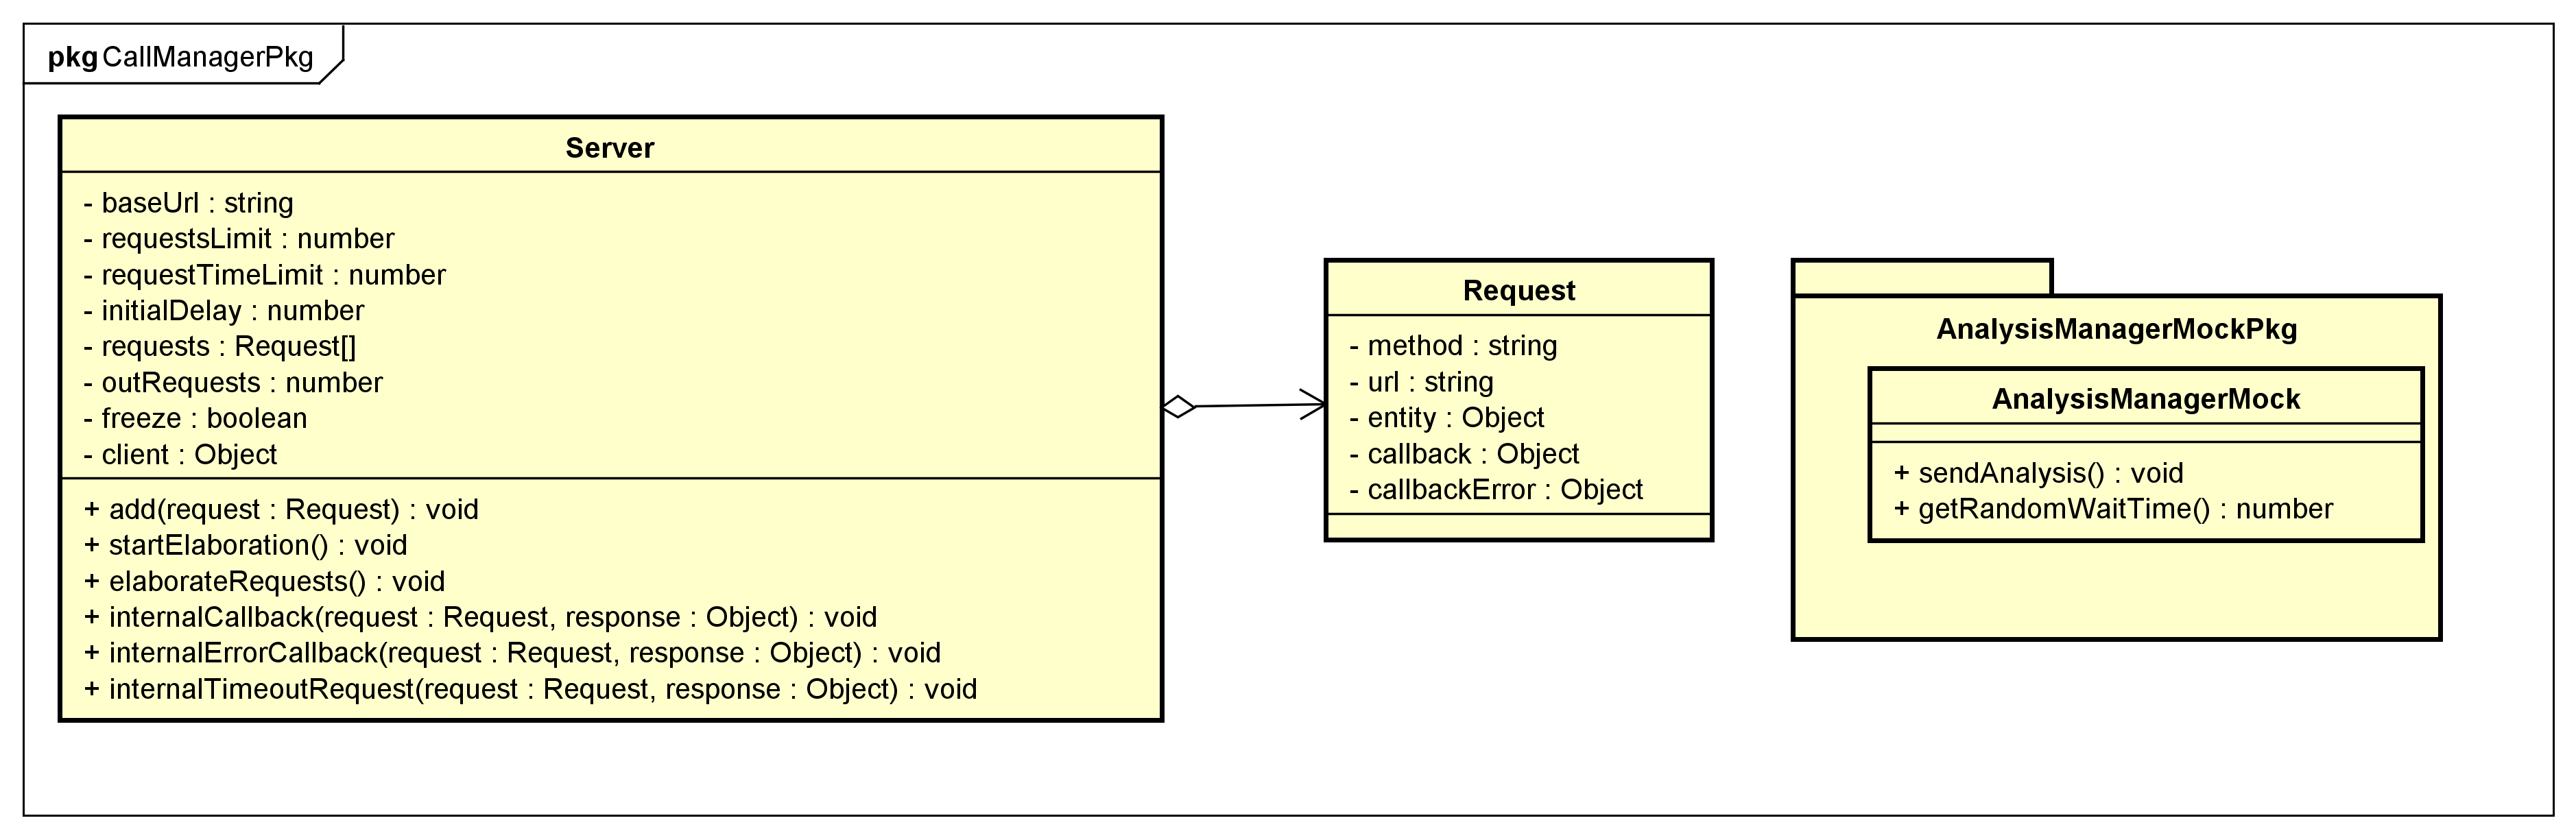 pkg CallManagerPkg
Server
- baseUrl : string
- requestsLimit : number
- requestTimeLimit : number
- initialDelay : number
- requests : Request[]
- outRequests : number
- freeze : boolean
- client : Object
+ add(request : Request) : void
+ startElaboration() : void
+ elaborateRequests() : void
+ internalCallback(request : Request, response : Object) : void
+ internalErrorCallback(request : Request, response : Object) : void
+ internalTimeoutRequest(request : Request, response : Object) : void
Request
- method : string
- url : string
- entity : Object
- callback : Object
- callbackError : Object
AnalysisManagerMockPkg
AnalysisManagerMock
+ sendAnalysis() : void
+ getRandomWaitTime() : number